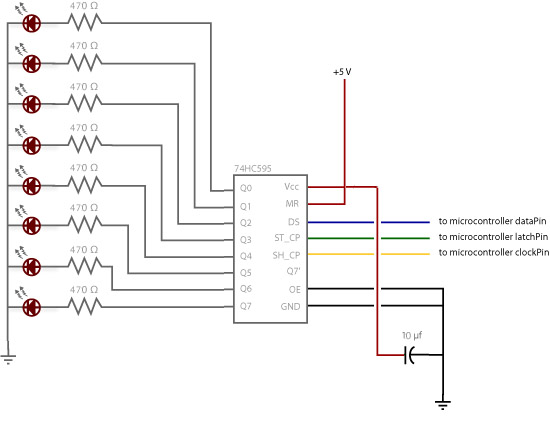 470 Ω
470 Ω
470 Ω
470 Ω
470 Ω
470 Ω
470 Ω
470 Ω
+5 V
74HC595
Q0
Q1
Q2
Q3
Q4
Q5
Q6
Q7
Vcc
MR
DS
ST_CP
SH_CP
Q7'
OE
GND
to microcontroller dataPin
to microcontroller latchPin
to microcontroller clockPin
10 µf